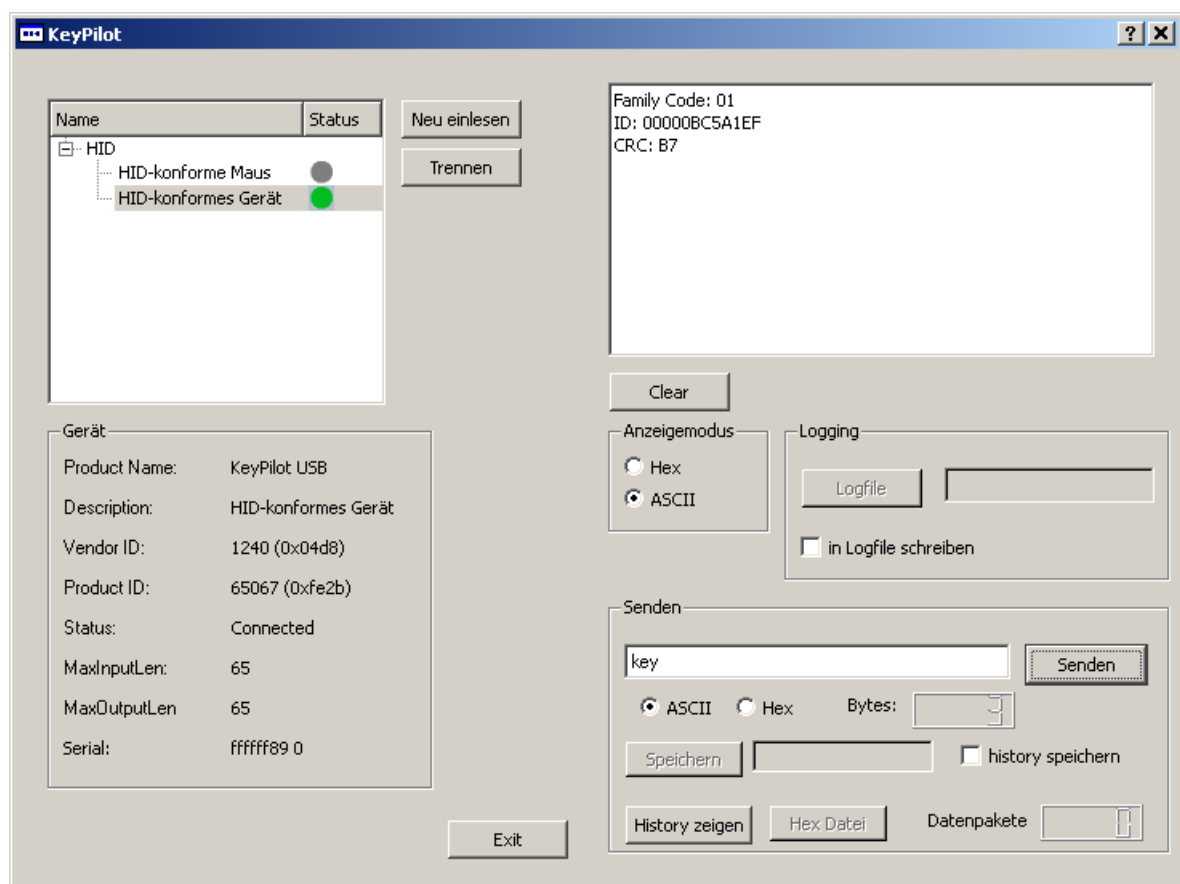 KeyPilot
Name Status
HID
HID-konforme Maus
HID-konformes Gerät
Neu einlesen
Trennen
Family Code: 01
ID: 00000BC5A1EF
CRC: B7
Clear
Gerät
Product Name: KeyPilot USB
Description: HID-konformes Gerät
Vendor ID: 1240 (0x04d8)
Product ID: 65067 (0xfe2b)
Status: Connected
MaxInputLen: 65
MaxOutputLen 65
Serial: ffffff89 0
Anzeigemodus
Hex
ASCII
Logging
Logfile
in Logfile schreiben
Senden
key Senden
ASCII Hex Bytes: 3
Speichern history speichern
History zeigen Hex Datei Datenpakete 0
Exit